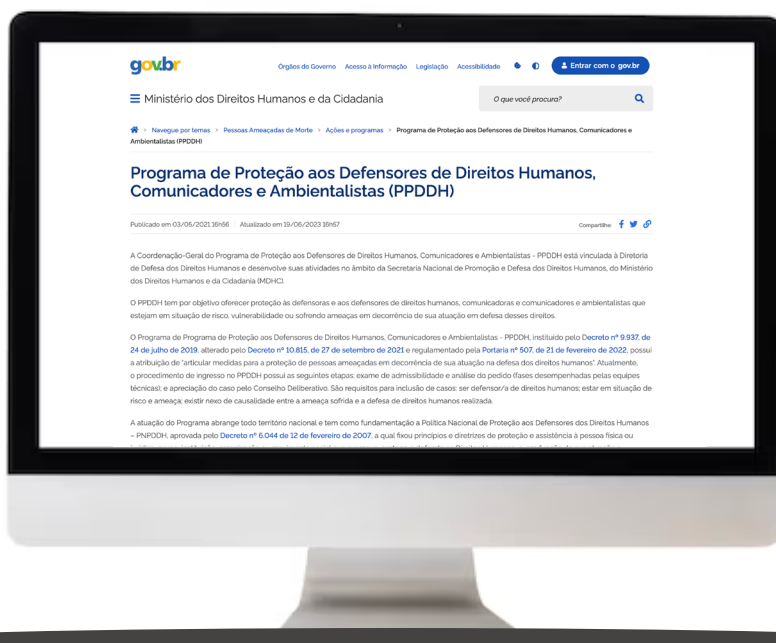 gov.br
Órgãos do Governo Acesso à Informação Legislação Acessibilidade Entrar com o gov.br
Ministério dos Direitos Humanos e da Cidadania O que você procura?
> Navegue por temas > Pessoas Ameaçadas de Morte > Ações e programas > Programa de Proteção aos Defensores de Direitos Humanos, Comunicadores e
Ambientalistas (PPDDH)
Programa de Proteção aos Defensores de Direitos Humanos,
Comunicadores e Ambientalistas (PPDDH)
Publicado em 03/05/2021 16h56 | Atualizado em 19/06/2023 16h57 Compartilhe:
A Coordenação-Geral do Programa de Proteção aos Defensores de Direitos Humanos, Comunicadores e Ambientalistas - PPDDH está vinculada à Diretoria
de Defesa dos Direitos Humanos e desenvolve suas atividades no âmbito da Secretaria Nacional de Promoção e Defesa dos Direitos Humanos, do Ministério
dos Direitos Humanos e da Cidadania (MDHC).
O PPDDH tem por objetivo oferecer proteção às defensoras e aos defensores de direitos humanos, comunicadoras e comunicadores e ambientalistas que
estejam em situação de risco, vulnerabilidade ou sofrendo ameaças em decorrência de sua atuação em defesa desses direitos.
O Programa de Programa de Proteção aos Defensores de Direitos Humanos, Comunicadores e Ambientalistas - PPDDH, instituído pelo Decreto nº 9.937, de
24 de julho de 2019, alterado pelo Decreto nº 10.815, de 27 de setembro de 2021 e regulamentado pela Portaria nº 507, de 21 de fevereiro de 2022, possui
a atribuição de "articular medidas para a proteção de pessoas ameaçadas em decorrência de sua atuação na defesa dos direitos humanos". Atualmente,
o procedimento de ingresso no PPDDH possui as seguintes etapas: exame de admissibilidade e análise do pedido (fases desempenhadas pelas equipes
técnicas); e apreciação do caso pelo Conselho Deliberativo. São requisitos para inclusão de casos: ser defensor/a de direitos humanos; estar em situação de
risco e ameaça; existir nexo de causalidade entre a ameaça sofrida e a defesa de direitos humanos realizada.
A atuação do Programa abrange todo território nacional e tem como fundamentação a Política Nacional de Proteção aos Defensores dos Direitos Humanos
– PNPDDH, aprovada pelo Decreto nº 6.044 de 12 de fevereiro de 2007, a qual fixou princípios e diretrizes de proteção e assistência à pessoa física ou